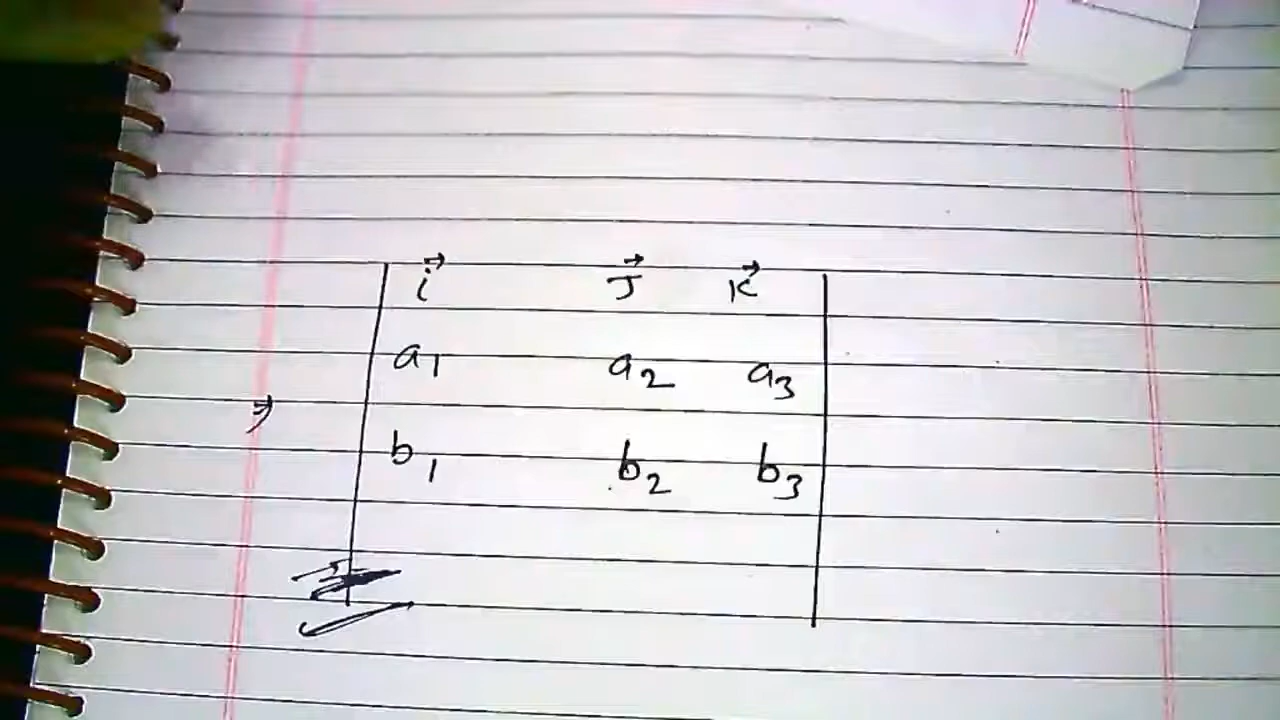 i⃗ J⃗ K⃗
a1 a2 a3
→
b1 b2 b3